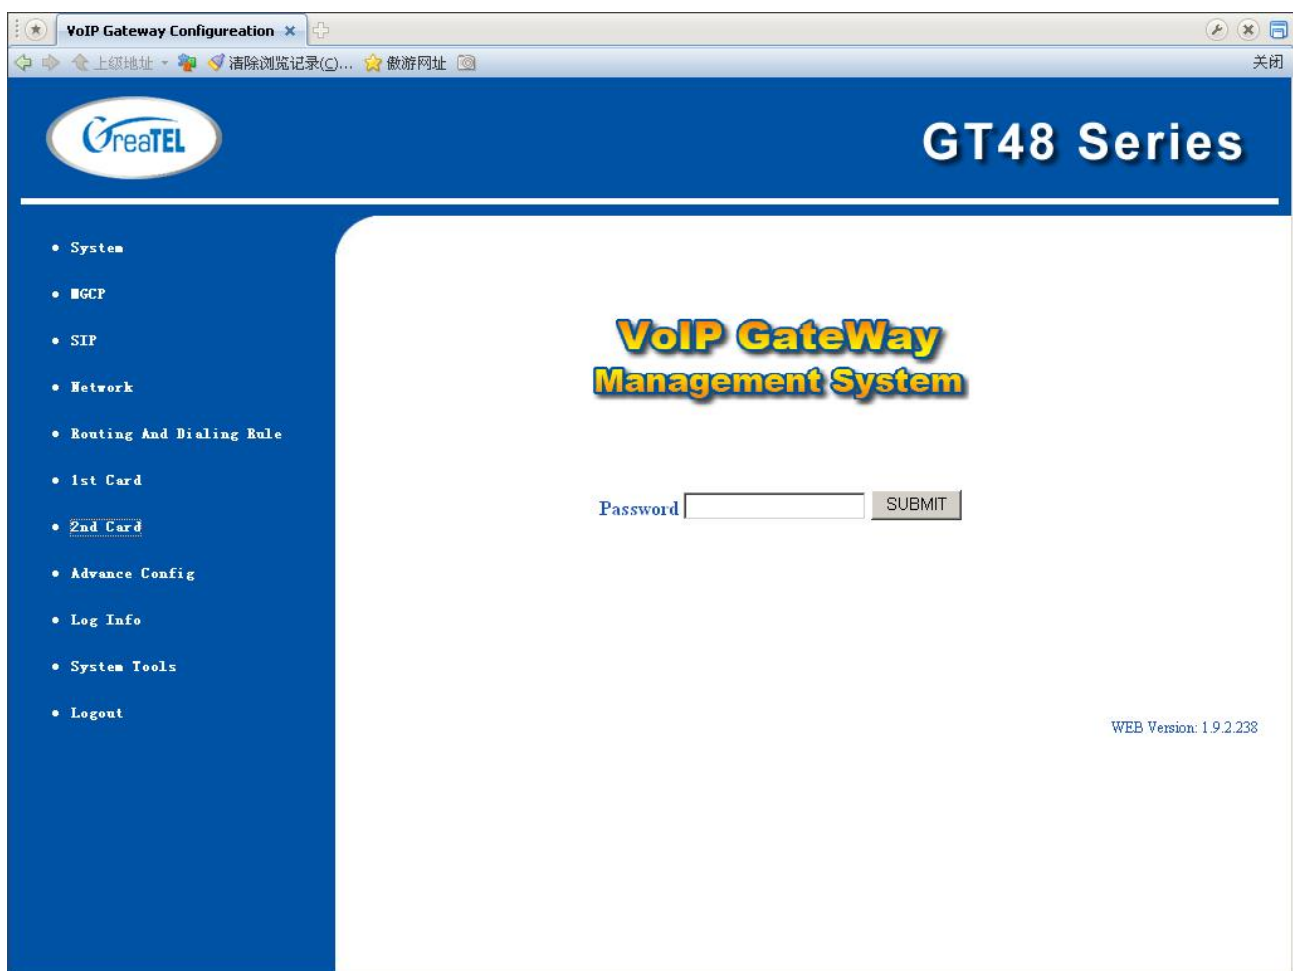 VoIP Gateway Configureation
上级地址 清除浏览记录(C)... 傲游网址 关闭
GreaTEL
GT48 Series
System
MGCP
SIP
Network
Routing And Dialing Rule
1st Card
2nd Card
Advance Config
Log Info
System Tools
Logout
VoIP GateWay
Management System
Password SUBMIT
WEB Version: 1.9.2.238